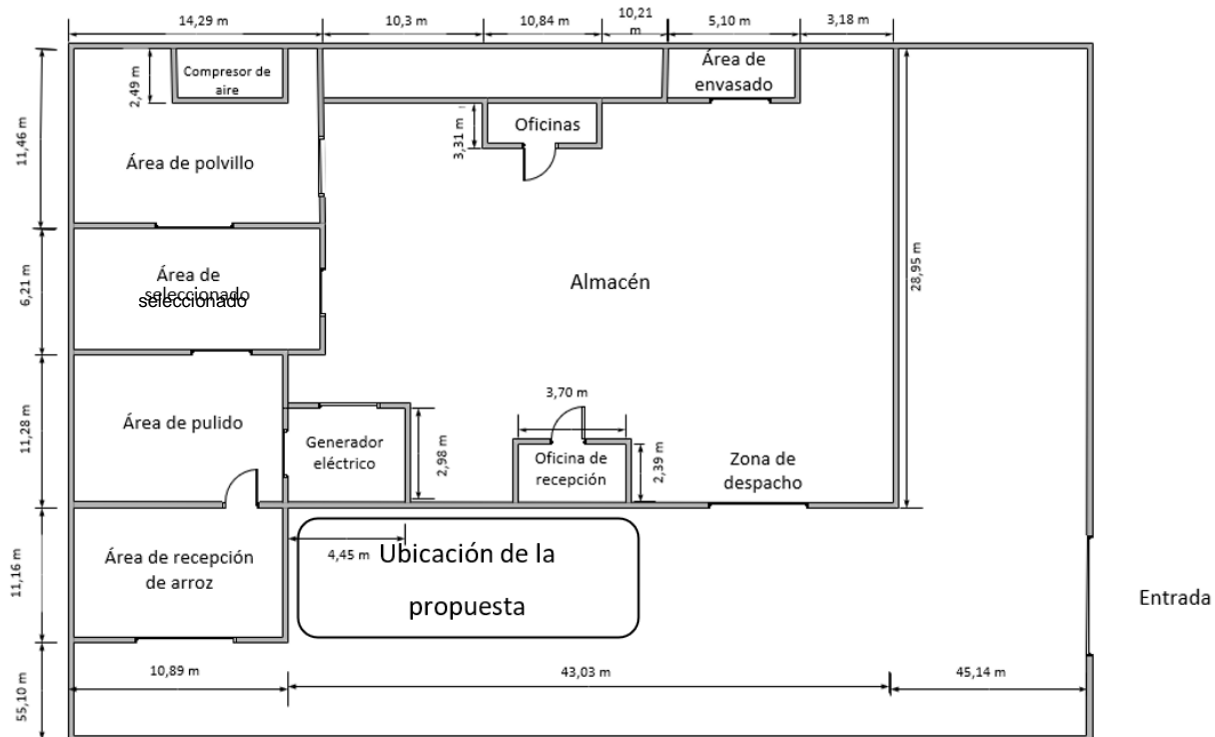 14,29 m
10,3 m
10,84 m
10,21
m
5,10 m
3,18 m
Compresor de
aire
2,49 m
Área de
envasado
Oficinas
3,31 m
11,46 m
Área de polvillo
Área de
seleccionado
seleccionado
6,21 m
Almacén
28,95 m
Área de pulido
11,28 m
Generador
eléctrico
2,98 m
3,70 m
Oficina de
recepción
2,39 m
Zona de
despacho
Área de recepción
de arroz
11,16 m
4,45 m
Ubicación de la
propuesta
Entrada
55,10 m
10,89 m
43,03 m
45,14 m